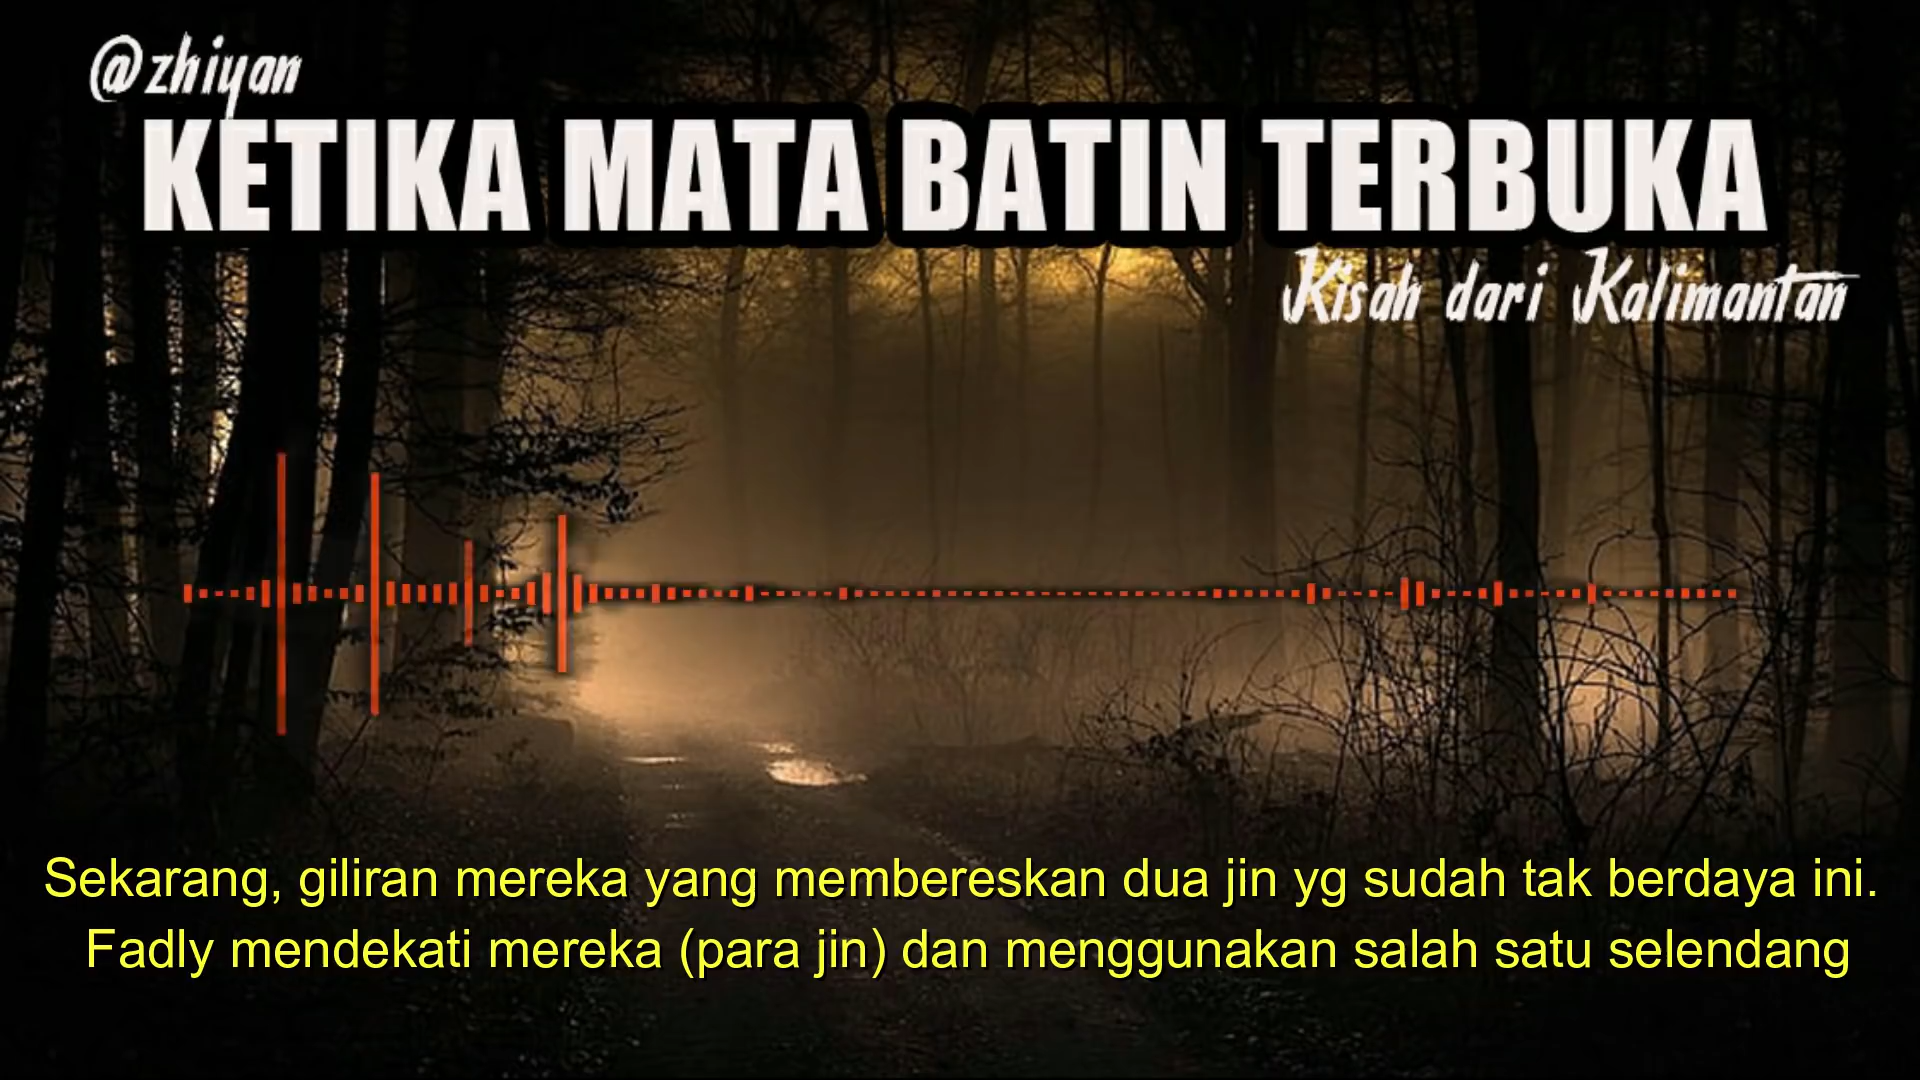 @zhiyan
KETIKA MATA BATIN TERBUKA
Kisah dari Kalimantan
Sekarang, giliran mereka yang membereskan dua jin yg sudah tak berdaya ini.
Fadly mendekati mereka (para jin) dan menggunakan salah satu selendang